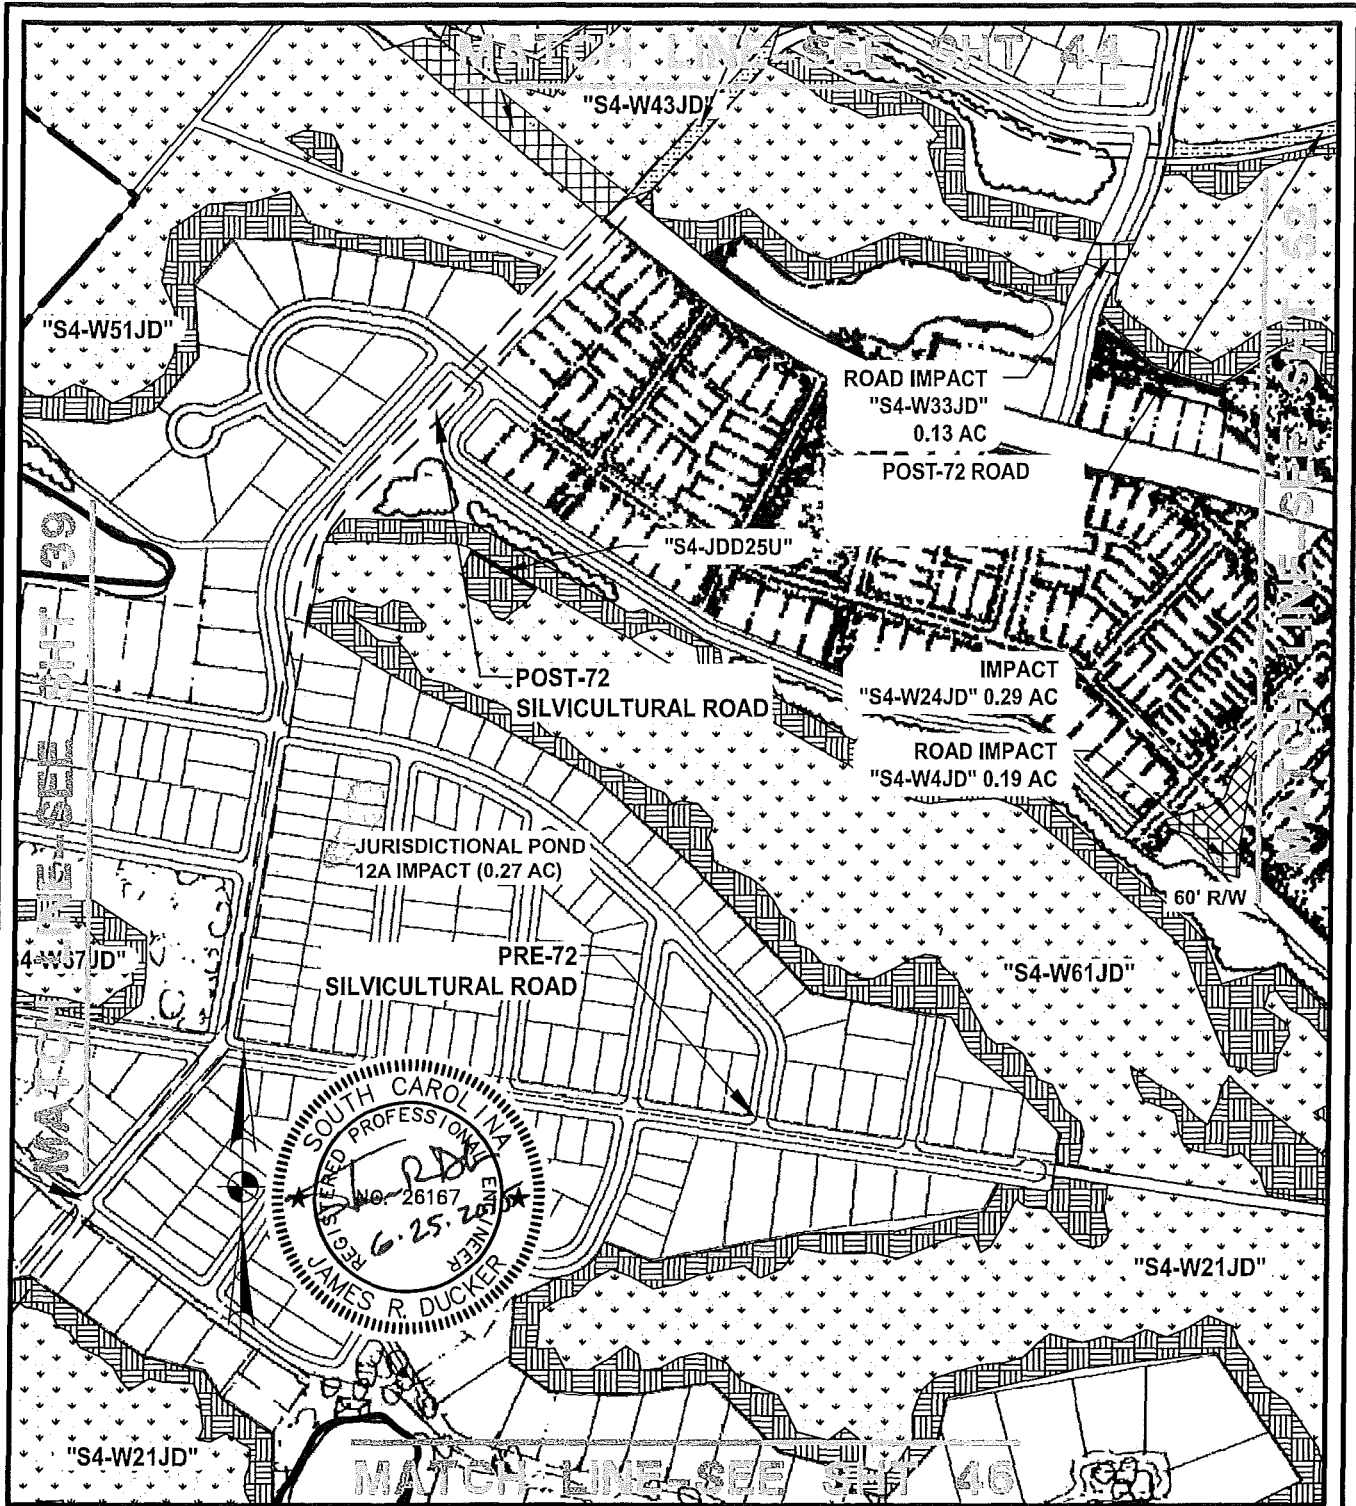 MATCH LINE SEE SHT 44
"S4-W43JD"
"S4-W51JD"
MATCH LINE-SEE SHT 52
ROAD IMPACT
"S4-W33JD"
0.13 AC
POST-72 ROAD
MATCH LINE-SEE SHT 39
"S4-JDD25U"
POST-72
SILVICULTURAL ROAD
IMPACT
"S4-W24JD" 0.29 AC
ROAD IMPACT
"S4-W4JD" 0.19 AC
JURISDICTIONAL POND
12A IMPACT (0.27 AC)
60' R/W
PRE-72
SILVICULTURAL ROAD
"S4-W61JD"
SOUTH CAROLINA
REGISTERED PROFESSIONAL ENGINEER
NO. 26167
JAMES R. DUCKER
"S4-W21JD"
"S4-W21JD"
MATCH LINE-SEE SHT 46